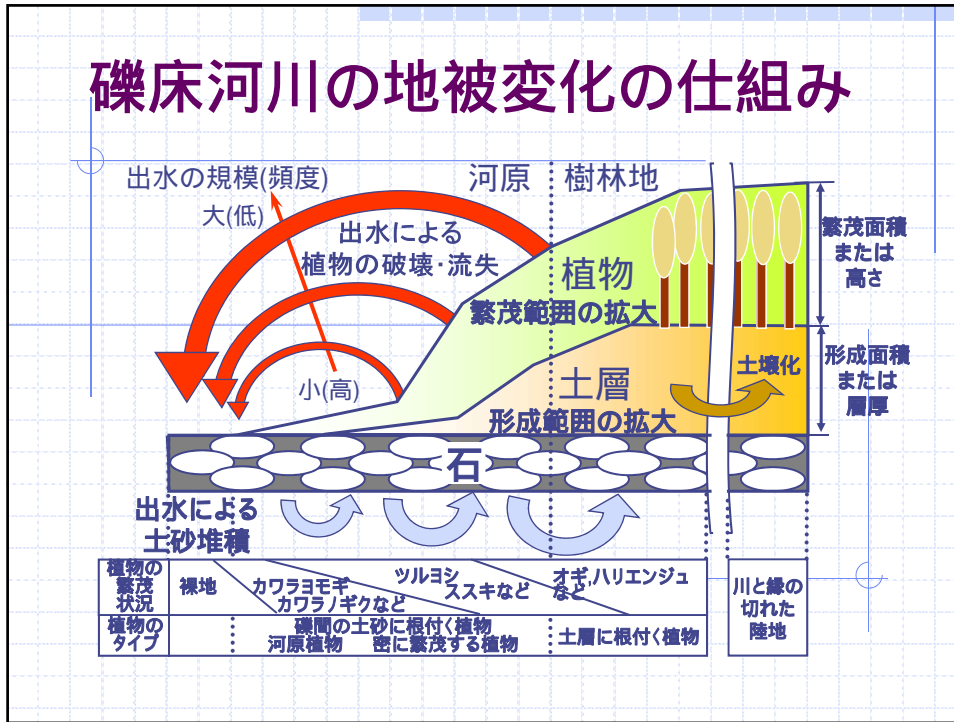 礫床河川の地被変化の仕組み
出水の規模(頻度)
大(低)
河原
樹林地
出水による
植物の破壊･流失
植物
繁茂範囲の拡大
繁茂面積
または
高さ
小(高)
土層
形成範囲の拡大
土壌化
形成面積
または
層厚
石
出水による
土砂堆積
植物の
繁茂
状況
裸地
カワラヨモギ
カワラノギクなど
ツルヨシ
ススキなど
オギ,ハリエンジュ
など
川と縁の
切れた
陸地
植物の
タイプ
礫間の土砂に根付く植物
河原植物 密に繁茂する植物
土層に根付く植物